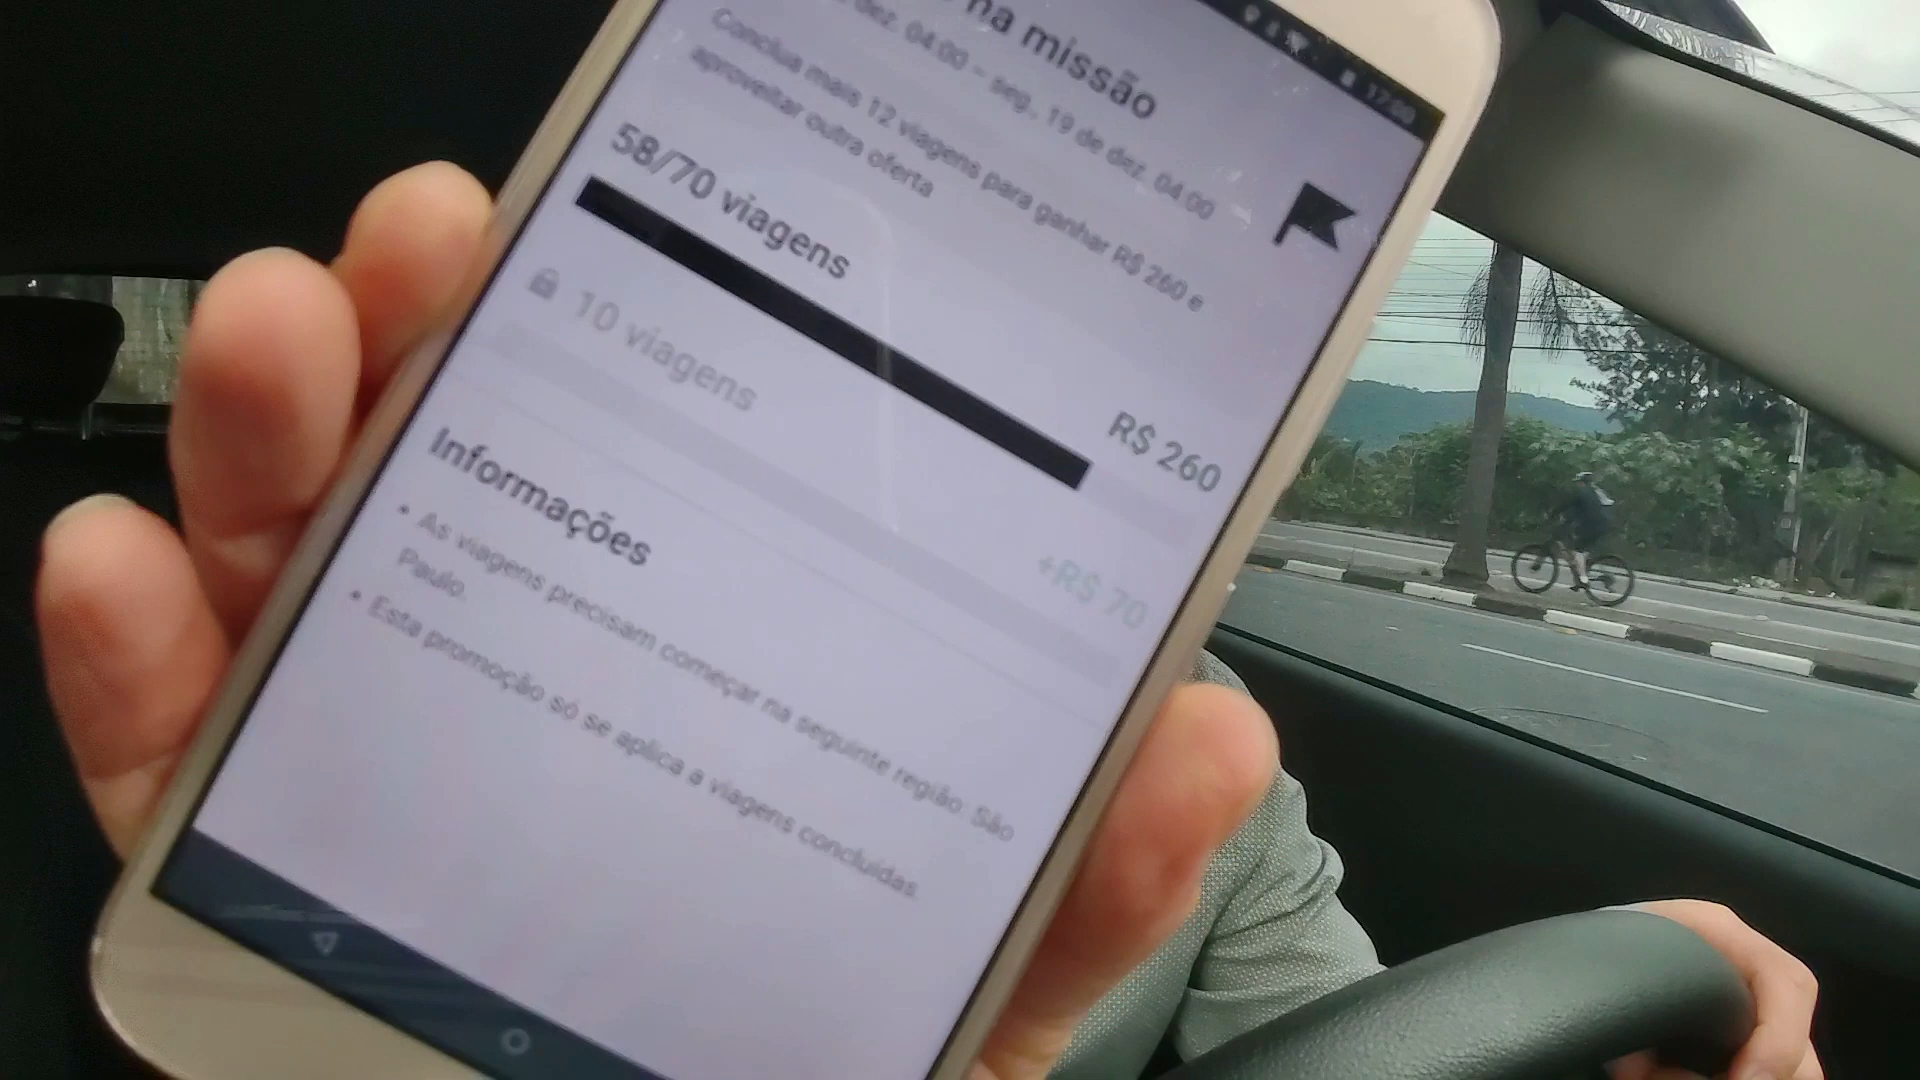 na missão
dez. 04:00 - seg., 19 de dez. 04:00
Conclua mais 12 viagens para ganhar R$ 260 e
aproveitar outra oferta
58/70 viagens
R$ 260
10 viagens
+R$ 70
Informações
• As viagens precisam começar na seguinte região: São
Paulo.
• Esta promoção só se aplica a viagens concluídas.